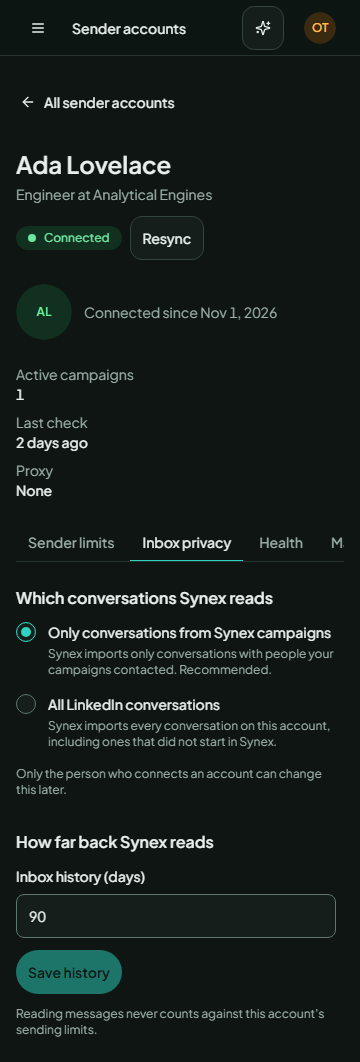 Sender accounts
OT
All sender accounts
Ada Lovelace
Engineer at Analytical Engines
Connected
Resync
AL
Connected since Nov 1, 2026
Active campaigns
1
Last check
2 days ago
Proxy
None
Sender limits Inbox privacy Health
Which conversations Synex reads
Only conversations from Synex campaigns
Synex imports only conversations with people your
campaigns contacted. Recommended.
All LinkedIn conversations
Synex imports every conversation on this account,
including ones that did not start in Synex.
Only the person who connects an account can change
this later.
How far back Synex reads
Inbox history (days)
90
Save history
Reading messages never counts against this account's
sending limits.